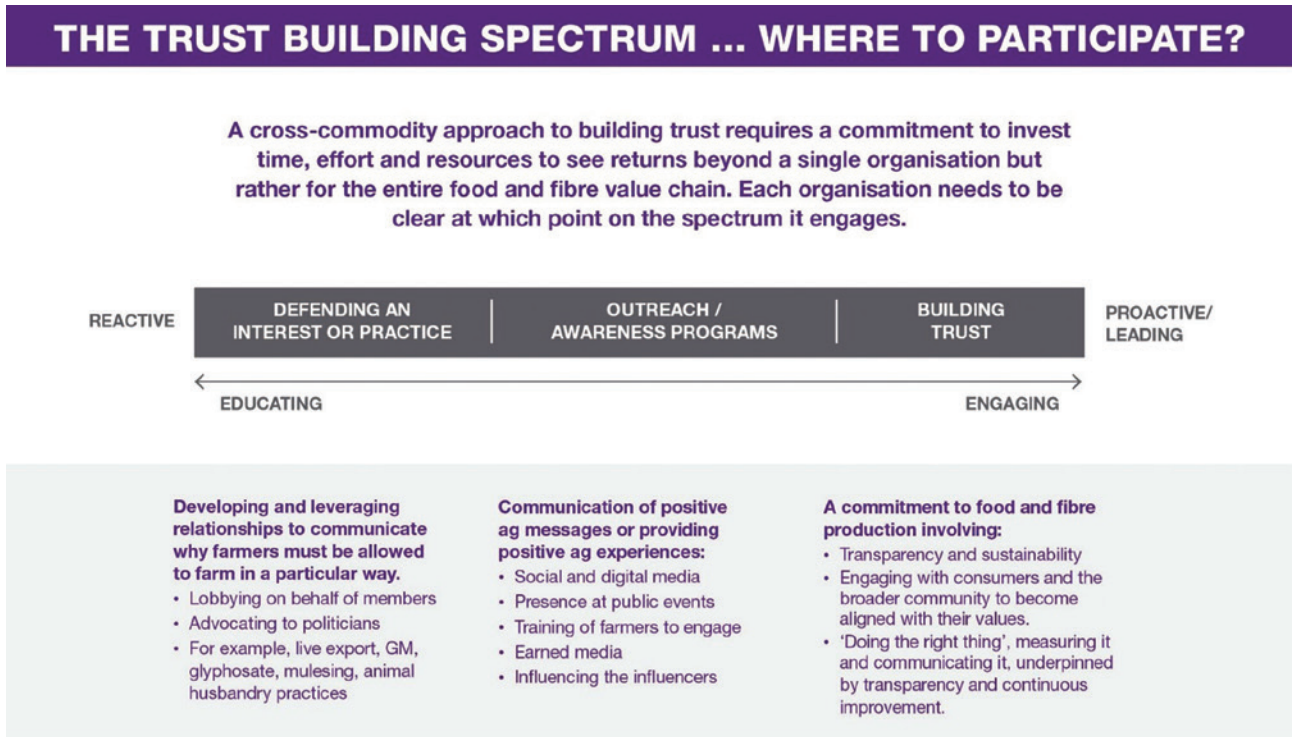 THE TRUST BUILDING SPECTRUM ... WHERE TO PARTICIPATE?
A cross-commodity approach to building trust requires a commitment to invest
time, effort and resources to see returns beyond a single organisation but
rather for the entire food and fibre value chain. Each organisation needs to be
clear at which point on the spectrum it engages.
REACTIVE
DEFENDING AN
INTEREST OR PRACTICE
OUTREACH /
AWARENESS PROGRAMS
BUILDING
TRUST
PROACTIVE/
LEADING
EDUCATING
ENGAGING
Developing and leveraging
relationships to communicate
why farmers must be allowed
to farm in a particular way.
• Lobbying on behalf of members
• Advocating to politicians
• For example, live export, GM,
glyphosate, mulesing, animal
husbandry practices
Communication of positive
ag messages or providing
positive ag experiences:
• Social and digital media
• Presence at public events
• Training of farmers to engage
• Earned media
• Influencing the influencers
A commitment to food and fibre
production involving:
• Transparency and sustainability
• Engaging with consumers and the
broader community to become
aligned with their values.
• ‘Doing the right thing’, measuring it
and communicating it, underpinned
by transparency and continuous
improvement.